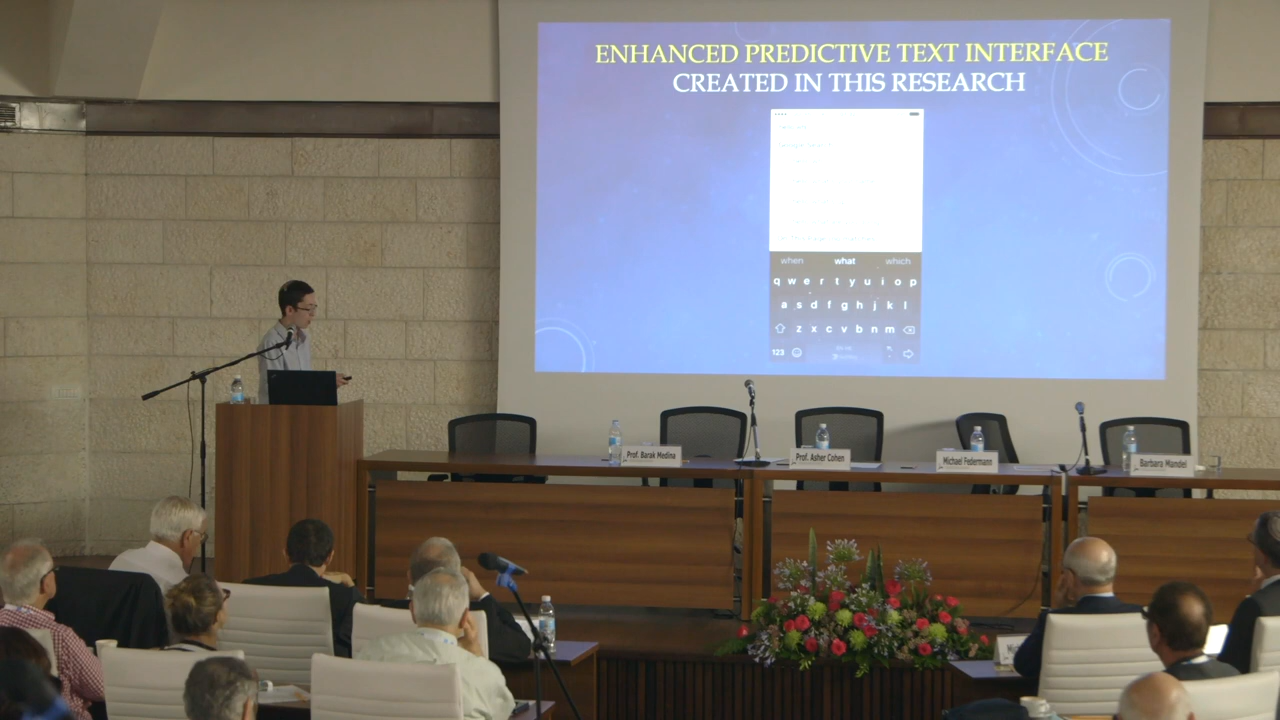 ENHANCED PREDICTIVE TEXT INTERFACE
CREATED IN THIS RESEARCH
when what which
q w e r t y u i o p
a s d f g h j k l
z x c v b n m
123
Prof. Barak Medina
Prof. Asher Cohen
Michael Federmann
Barbara Mandel